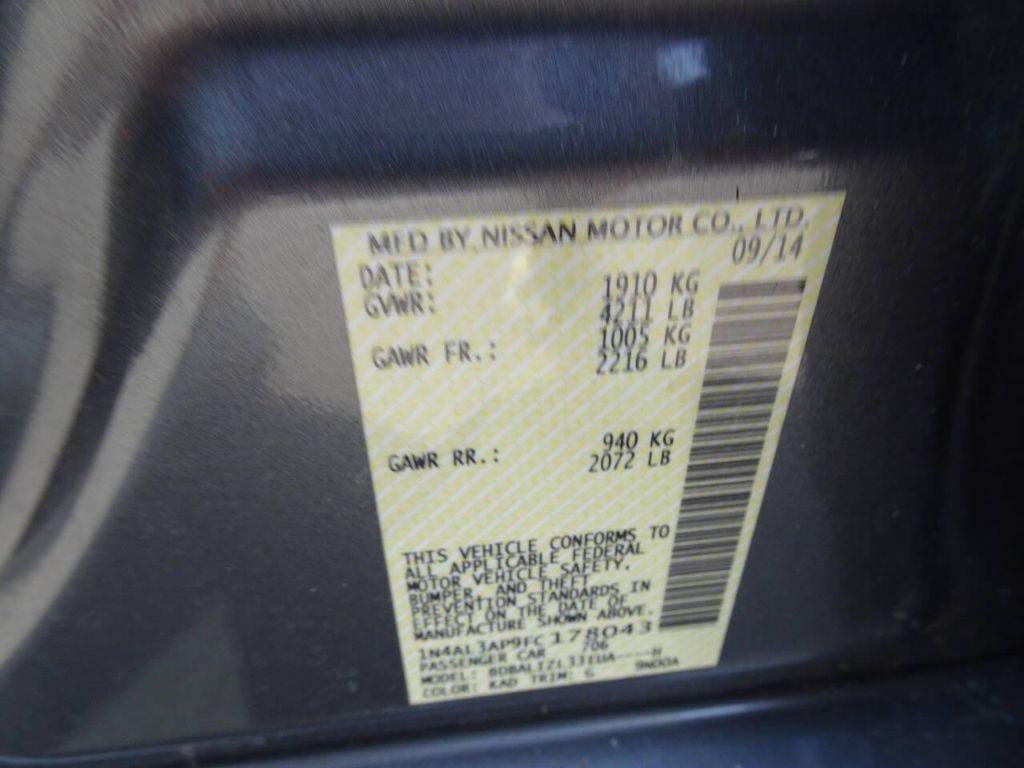 MFD BY NISSAN MOTOR CO., LTD.
DATE: 09/14
GVWR: 1910 KG
4211 LB
GAWR FR.: 1005 KG
2216 LB
GAWR RR.: 940 KG
2072 LB
THIS VEHICLE CONFORMS TO
ALL APPLICABLE FEDERAL
MOTOR VEHICLE SAFETY,
BUMPER, AND THEFT
PREVENTION STANDARDS IN
EFFECT ON THE DATE OF
MANUFACTURE SHOWN ABOVE.
1N4AL3AP9FC178043
PASSENGER CAR 706
MODEL:
COLOR: KAD TRIM: G 9N00A